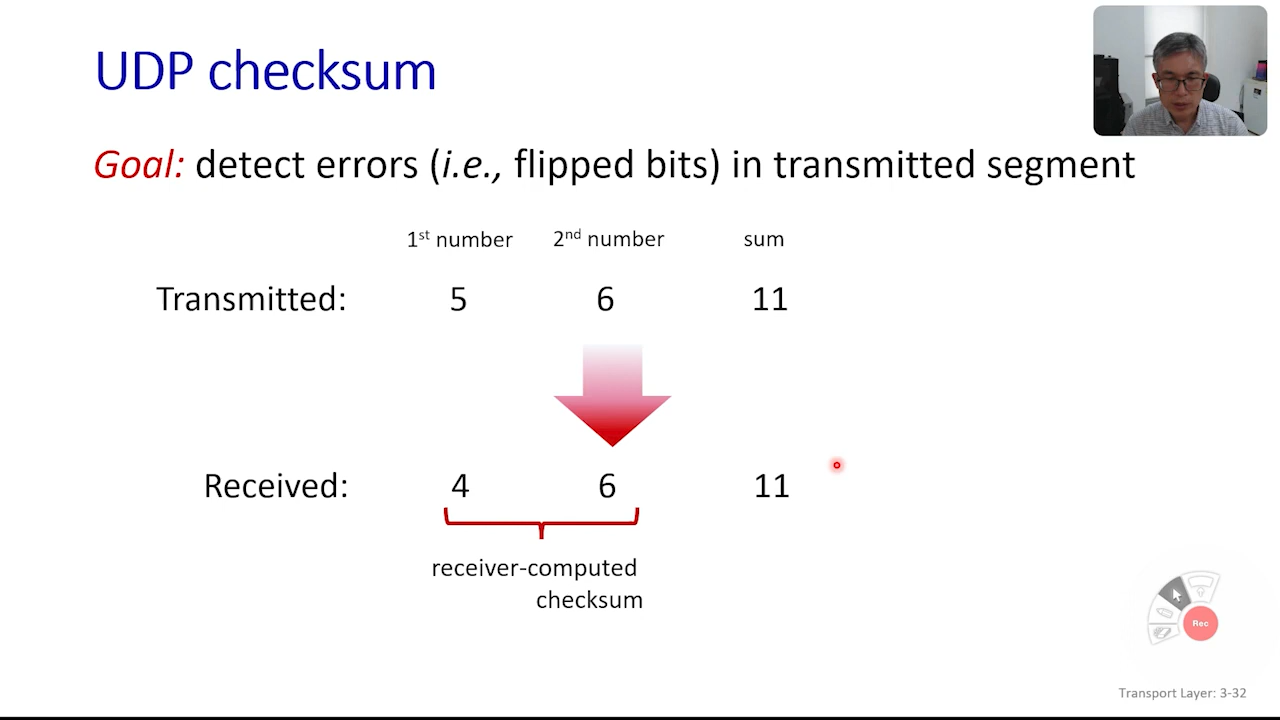 UDP checksum
Goal: detect errors (i.e., flipped bits) in transmitted segment
1st number 2nd number sum
Transmitted: 5 6 11
Received: 4 6 11
receiver-computed
checksum
Rec
Transport Layer: 3-32